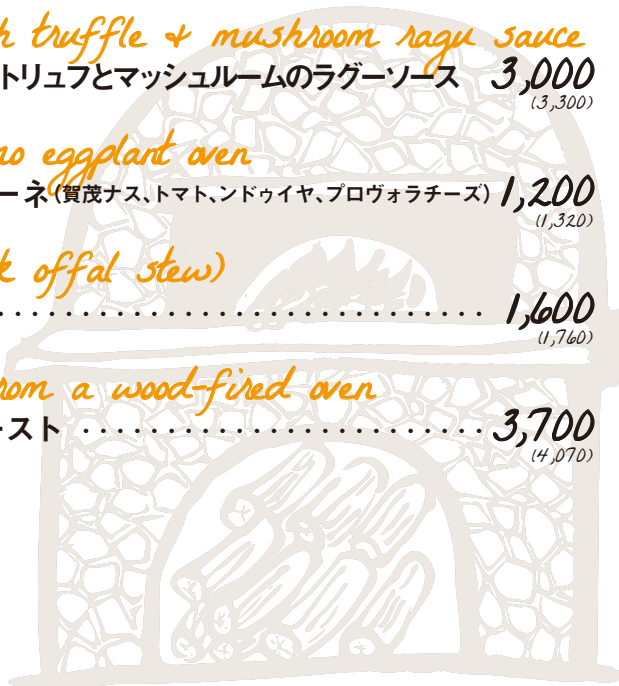 h truffle & mushroom ragu sauce
トリュフとマッシュルームのラグーソース 3,000
(3,300)
no eggplant oven
ーネ(賀茂ナス、トマト、ンドゥイヤ、プロヴォラチーズ) 1,200
(1,320)
k offal stew)
1,600
(1,760)
rom a wood-fired oven
ースト 3,700
(4,070)